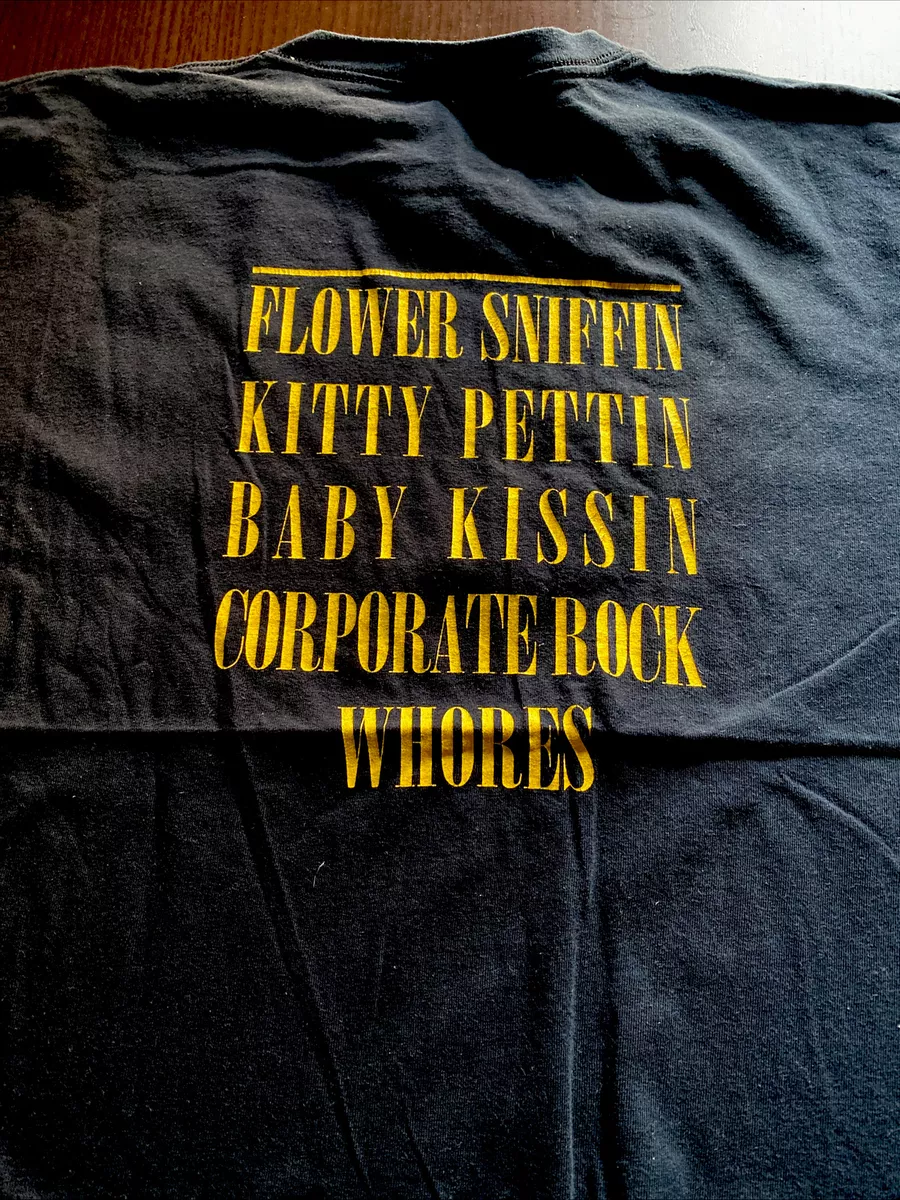 FLOWER SNIFFIN
KITTY PETTIN
BABY KISSIN
CORPORATE ROCK
WHORES